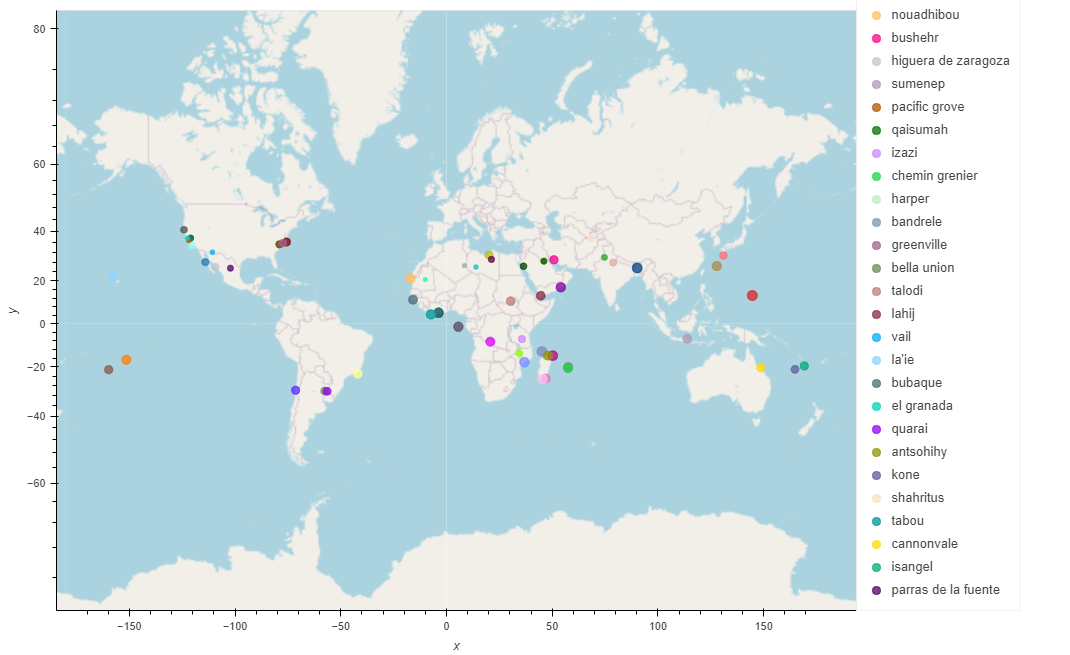 nouadhibou
bushehr
higuera de zaragoza
sumenep
pacific grove
qaisumah
izazi
chemin grenier
harper
bandrele
greenville
bella union
talodi
lahij
vail
la'ie
bubaque
el granada
quarai
antsohihy
kone
shahritus
tabou
cannonvale
isangel
parras de la fuente
80
60
40
20
0
−20
−40
−60
y
−150 −100 −50 0 50 100 150
x